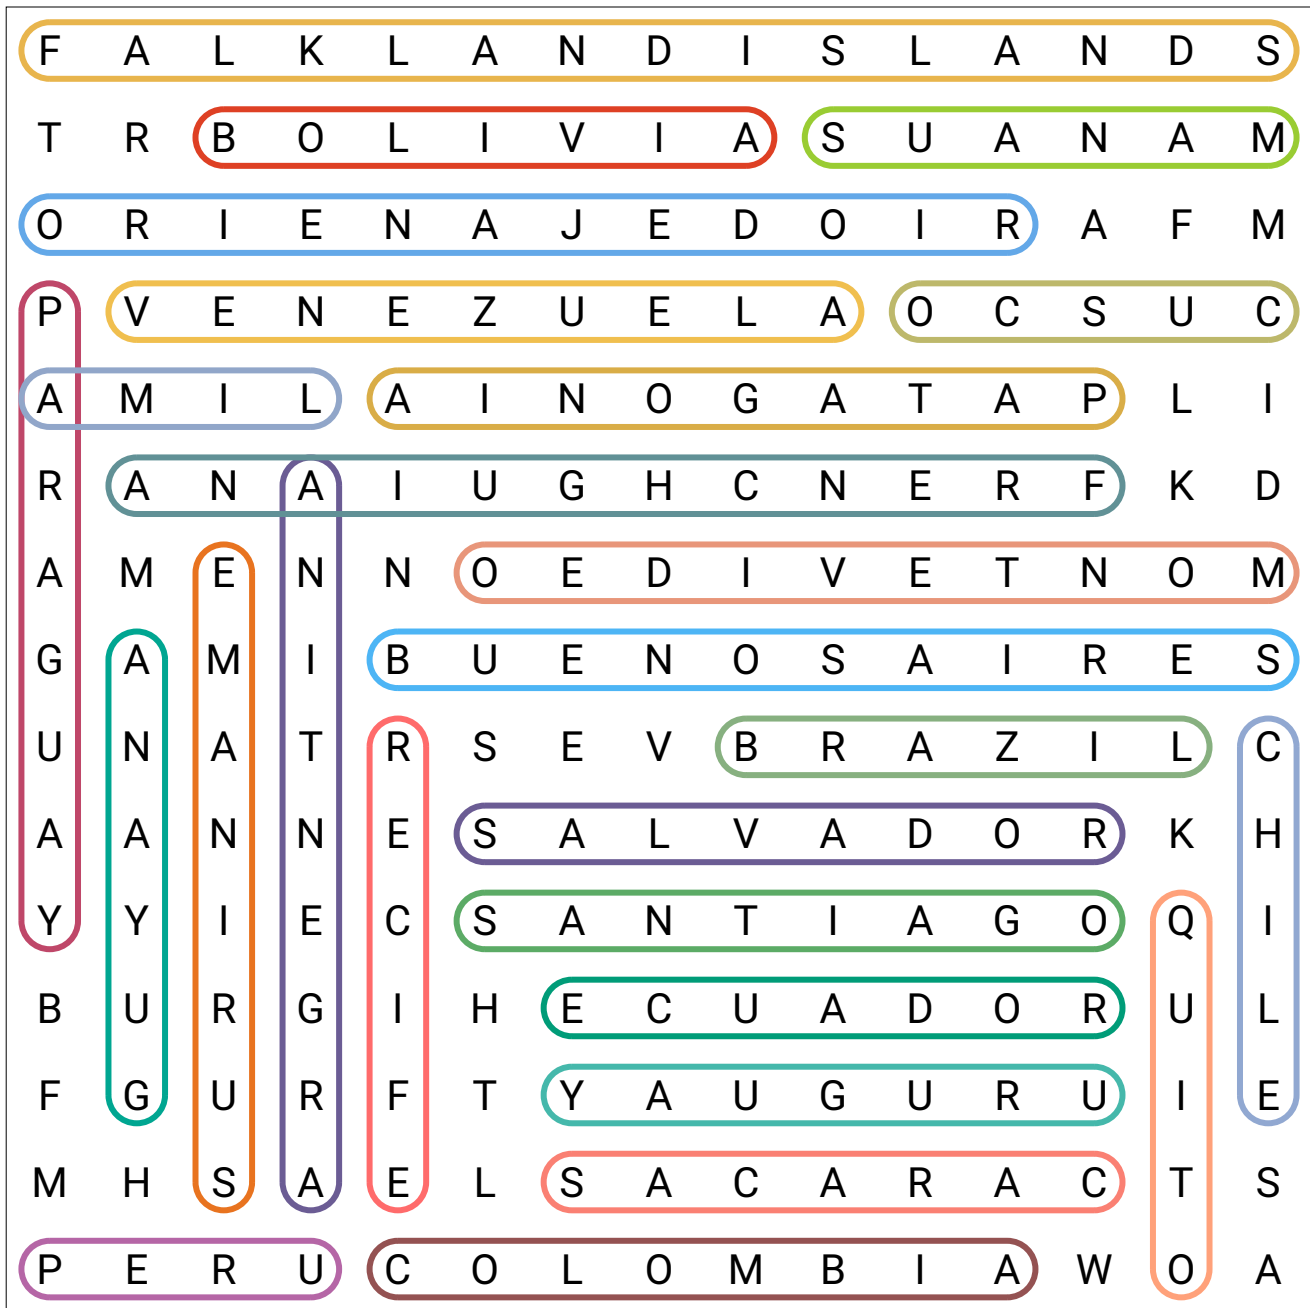 F A L K L A N D I S L A N D S
T R B O L I V I A S U A N A M
O R I E N A J E D O I R A F M
P V E N E Z U E L A O C S U C
A M I L A I N O G A T A P L I
R A N A I U G H C N E R F K D
A M E N N O E D I V E T N O M
G A M I B U E N O S A I R E S
U N A T R S E V B R A Z I L C
A A N N E S A L V A D O R K H
Y Y I E C S A N T I A G O Q I
B U R G I H E C U A D O R U L
F G U R F T Y A U G U R U I E
M H S A E L S A C A R A C T S
P E R U C O L O M B I A W O A